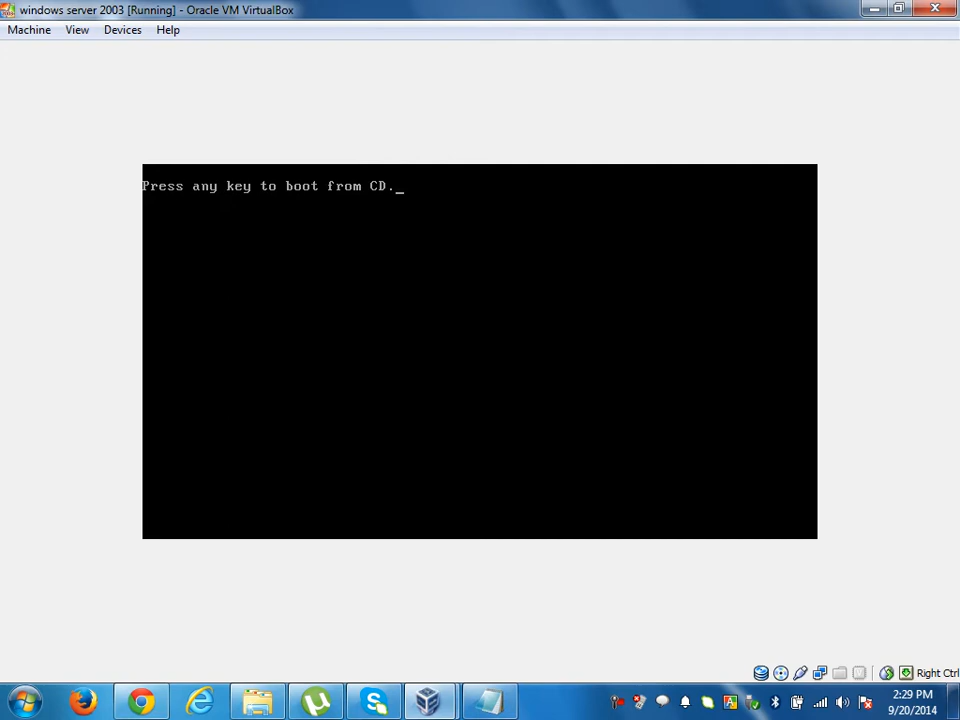 windows server 2003 [Running] - Oracle VM VirtualBox
Machine View Devices Help
Press any key to boot from CD._
Right Ctrl
2:29 PM
9/20/2014